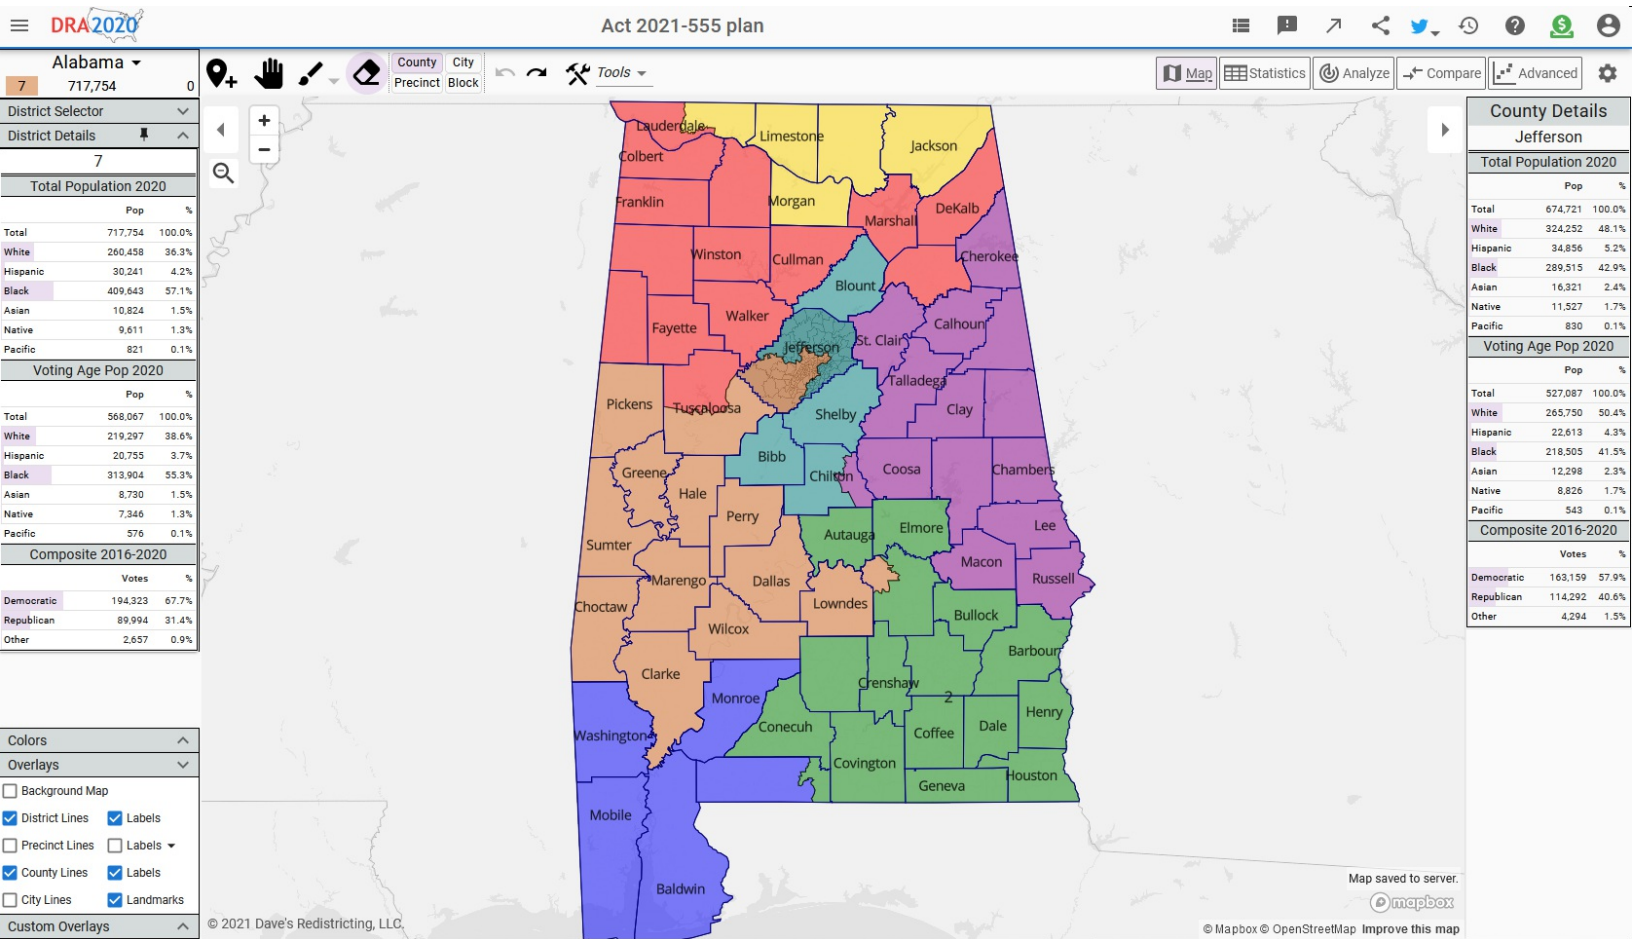 DRA2020
Act 2021-555 plan
Alabama
7 717,754 0
County City
Precinct Block
Tools
Map Statistics Analyze Compare Advanced
District Selector
District Details
7
Total Population 2020
Pop %
Total 717,754 100.0%
White 260,458 36.3%
Hispanic 30,241 4.2%
Black 409,643 57.1%
Asian 10,824 1.5%
Native 9,611 1.3%
Pacific 821 0.1%
Voting Age Pop 2020
Pop %
Total 568,067 100.0%
White 219,297 38.6%
Hispanic 20,755 3.7%
Black 313,904 55.3%
Asian 8,730 1.5%
Native 7,346 1.3%
Pacific 576 0.1%
Composite 2016-2020
Votes %
Democratic 194,323 67.7%
Republican 89,994 31.4%
Other 2,657 0.9%
Colors
Overlays
Background Map
District Lines Labels
Precinct Lines Labels
County Lines Labels
City Lines Landmarks
Custom Overlays
+
−
Lauderdale
Limestone
Jackson
Colbert
Franklin
Morgan
Marshall
DeKalb
Winston
Cullman
Cherokee
Blount
Walker
Fayette
Calhoun
Jefferson
St. Clair
Talladega
Pickens
Tuscaloosa
Shelby
Clay
Bibb
Greene
Chilton
Coosa
Chambers
Hale
Perry
Autauga
Elmore
Lee
Sumter
Macon
Marengo
Dallas
Russell
Choctaw
Lowndes
Bullock
Wilcox
Barbour
Clarke
Crenshaw
2
Monroe
Henry
Conecuh
Dale
Coffee
Washington
Covington
Houston
Geneva
Mobile
Baldwin
© 2021 Dave's Redistricting, LLC.
Map saved to server.
mapbox
© Mapbox © OpenStreetMap Improve this map
County Details
Jefferson
Total Population 2020
Pop %
Total 674,721 100.0%
White 324,252 48.1%
Hispanic 34,856 5.2%
Black 289,515 42.9%
Asian 16,321 2.4%
Native 11,527 1.7%
Pacific 830 0.1%
Voting Age Pop 2020
Pop %
Total 527,087 100.0%
White 265,750 50.4%
Hispanic 22,613 4.3%
Black 218,505 41.5%
Asian 12,298 2.3%
Native 8,826 1.7%
Pacific 543 0.1%
Composite 2016-2020
Votes %
Democratic 163,159 57.9%
Republican 114,292 40.6%
Other 4,294 1.5%